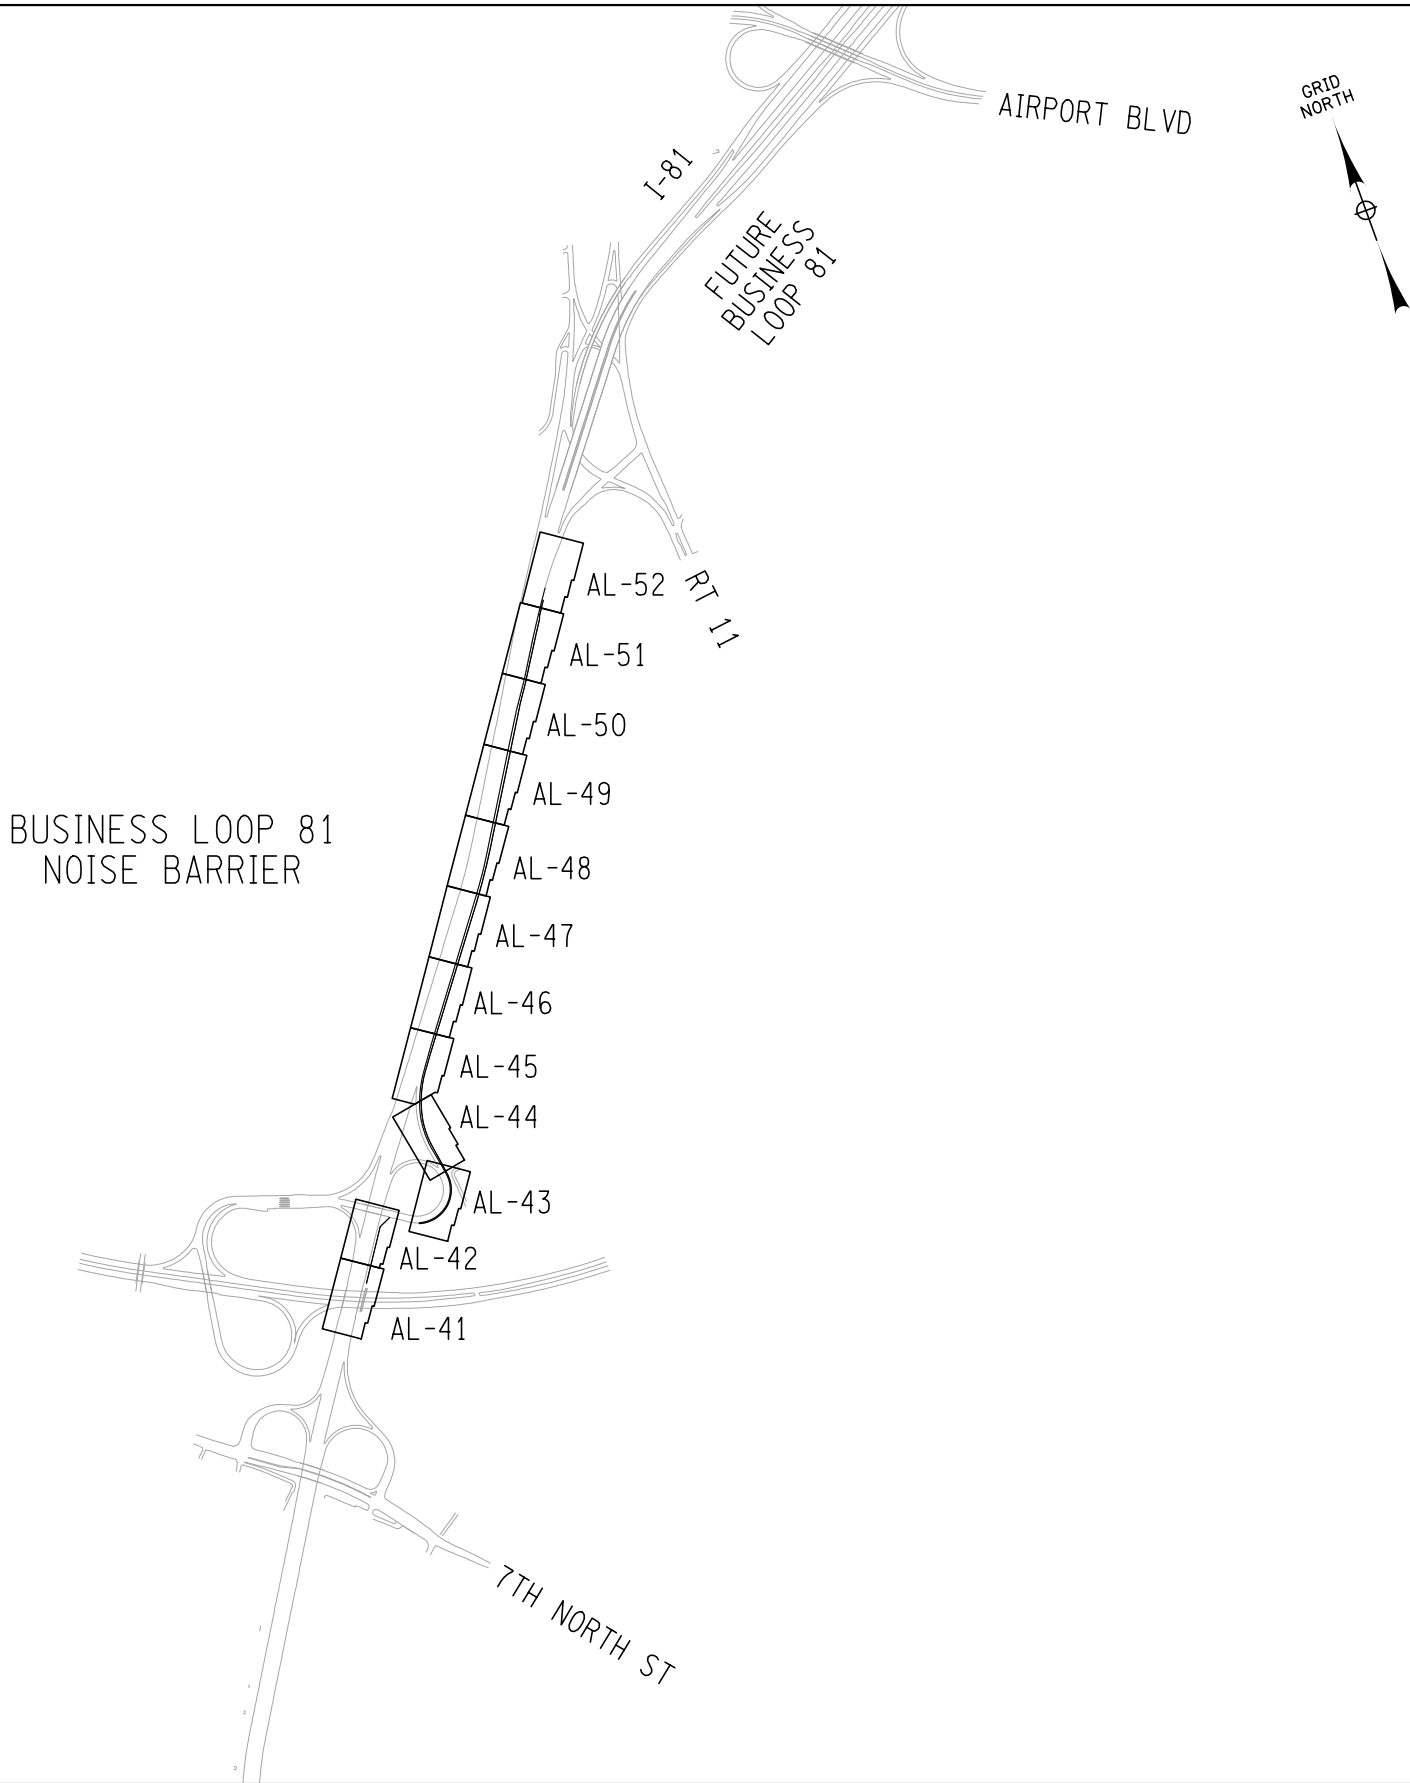 AIRPORT BLVD
GRID
NORTH
I-81
FUTURE
BUSINESS
LOOP 81
AL-52
RT 11
AL-51
AL-50
AL-49
BUSINESS LOOP 81
NOISE BARRIER
AL-48
AL-47
AL-46
AL-45
AL-44
AL-43
AL-42
AL-41
7TH NORTH ST